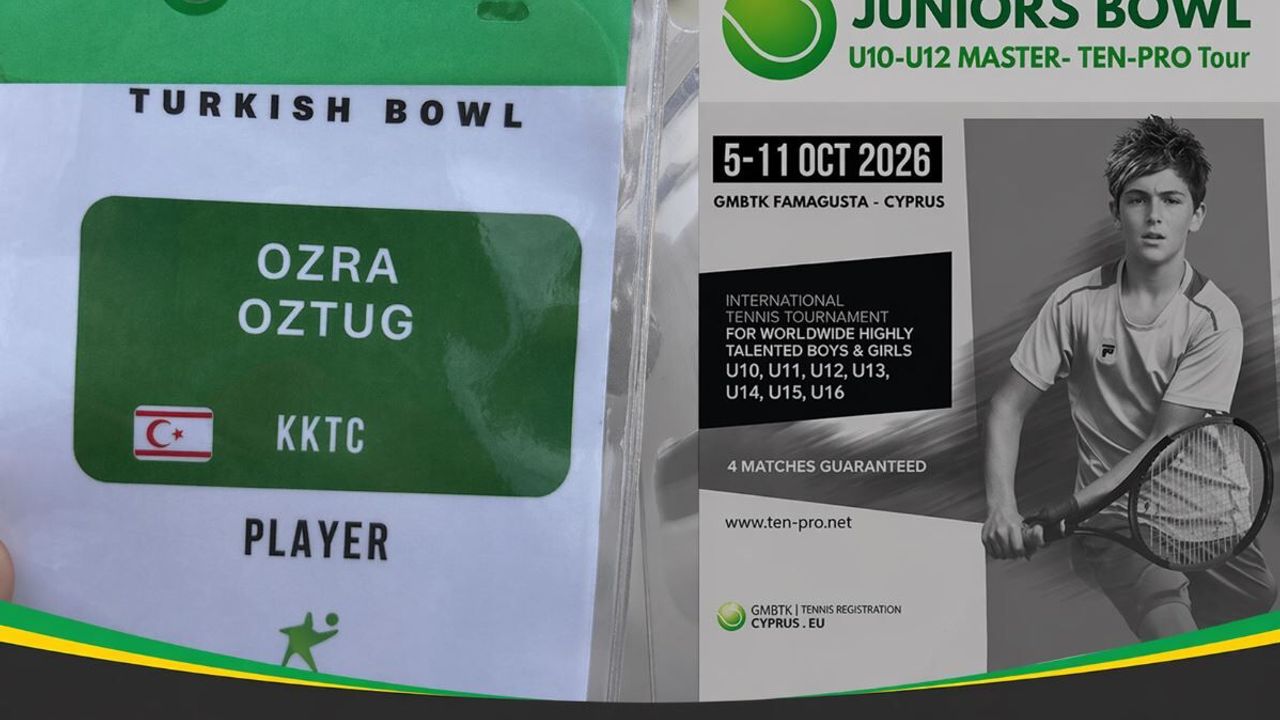 TURKISH BOWL
OZRA
OZTUG
KKTC
PLAYER
JUNIORS BOWL
U10-U12 MASTER- TEN-PRO Tour
5-11 OCT 2026
GMBTK FAMAGUSTA - CYPRUS
INTERNATIONAL
TENNIS TOURNAMENT
FOR WORLDWIDE HIGHLY
TALENTED BOYS & GIRLS
U10, U11, U12, U13,
U14, U15, U16
4 MATCHES GUARANTEED
www.ten-pro.net
GMBTK | TENNIS REGISTRATION
CYPRUS . EU